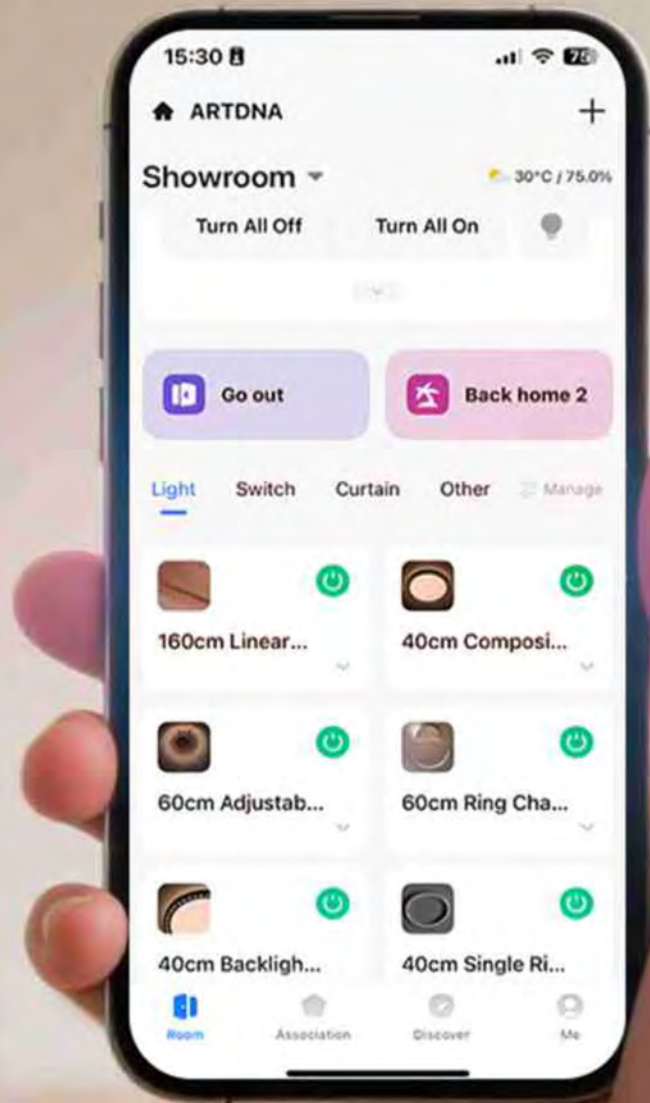 15:30 75
ARTDNA
Showroom 30°C / 75.0%
Turn All Off Turn All On
Go out Back home 2
Light Switch Curtain Other Manage
160cm Linear... 40cm Composi...
60cm Adjustab... 60cm Ring Cha...
40cm Backligh... 40cm Single Ri...
Room Association Discover Me